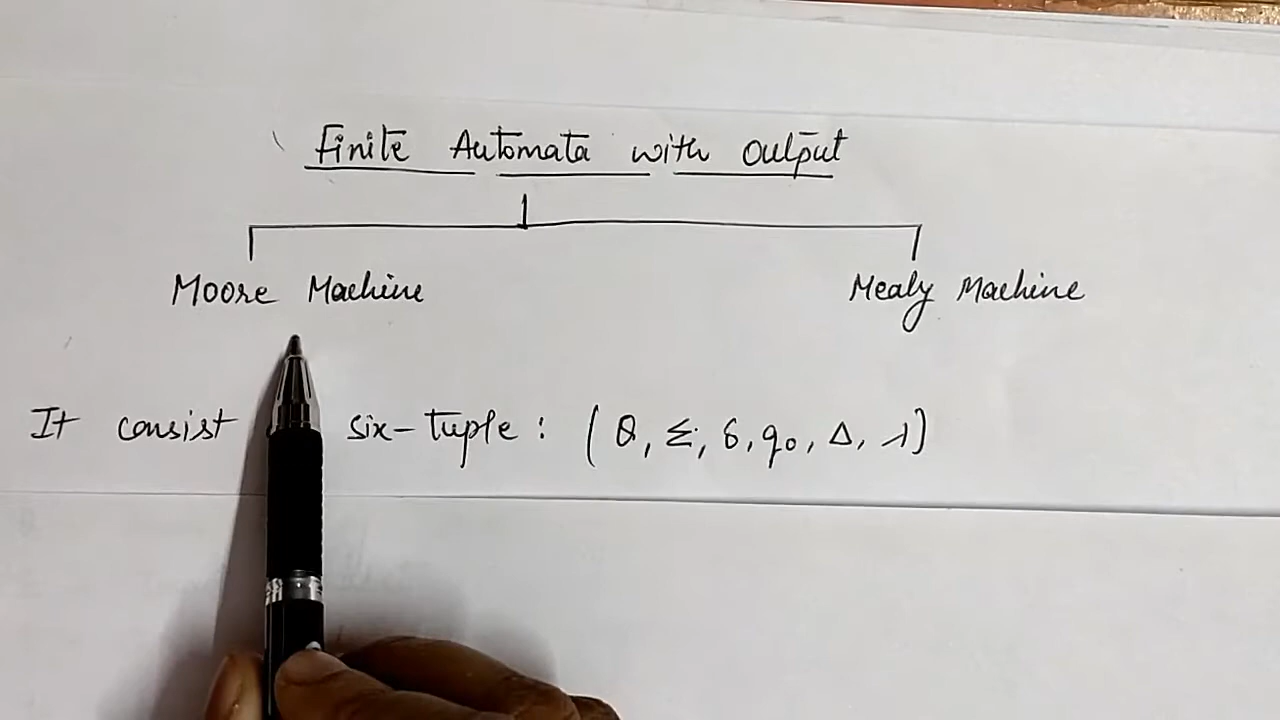 Finite Automata with Output
Moore Machine Mealy Machine
It consist six-tuple: (Q, Σ, δ, q₀, Δ, λ)